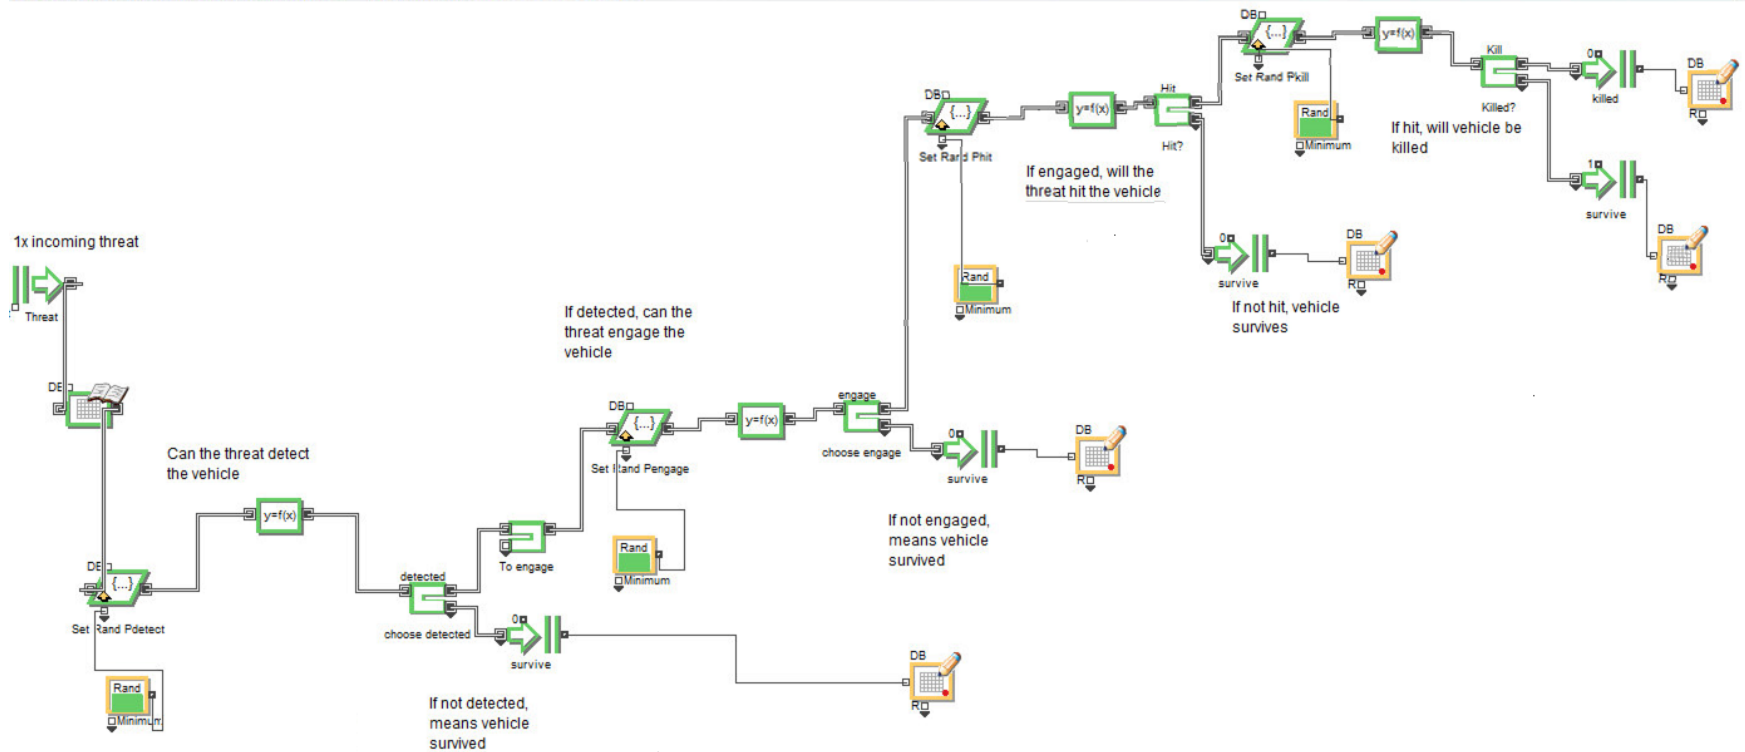 1x incoming threat
Threat
DB
Can the threat detect
the vehicle
y=f(x)
DB
{...}
Set Rand Pdetect
Rand
Minimum
detected
choose detected
0
survive
If not detected,
means vehicle
survived
DB
R
To engage
If detected, can the
threat engage the
vehicle
DB
{...}
Set Rand Pengage
Rand
Minimum
y=f(x)
engage
choose engage
0
survive
If not engaged,
means vehicle
survived
DB
R
DB
{...}
Set Rand Phit
Rand
Minimum
y=f(x)
If engaged, will the
threat hit the vehicle
Hit
Hit?
0
survive
If not hit, vehicle
survives
DB
R
DB
{...}
Set Rand Pkill
Rand
Minimum
y=f(x)
If hit, will vehicle be
killed
Kill
Killed?
0
killed
DB
R
1
survive
DB
R